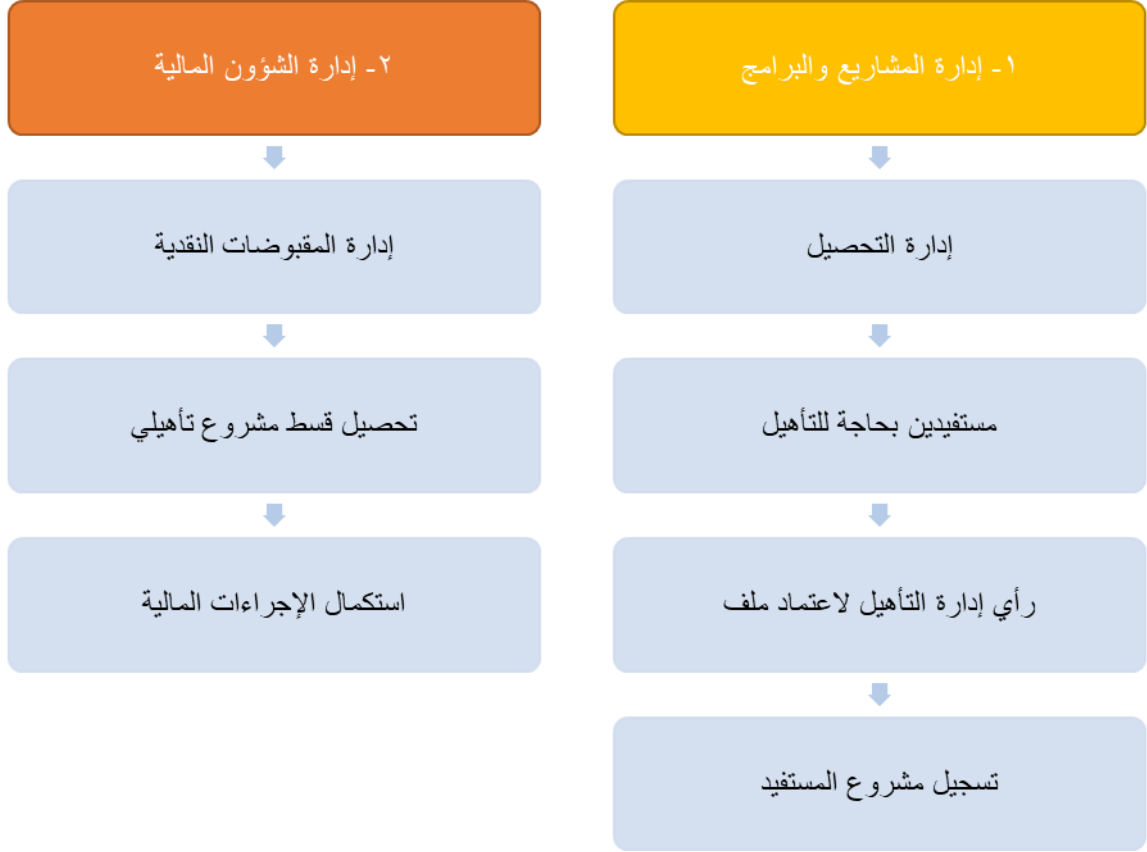 ١- إدارة المشاريع والبرامج
إدارة التحصيل
مستفيدين بحاجة للتأهيل
رأي إدارة التأهيل لاعتماد ملف
تسجيل مشروع المستفيد
٢- إدارة الشؤون المالية
إدارة المقبوضات النقدية
تحصيل قسط مشروع تأهيلي
استكمال الإجراءات المالية